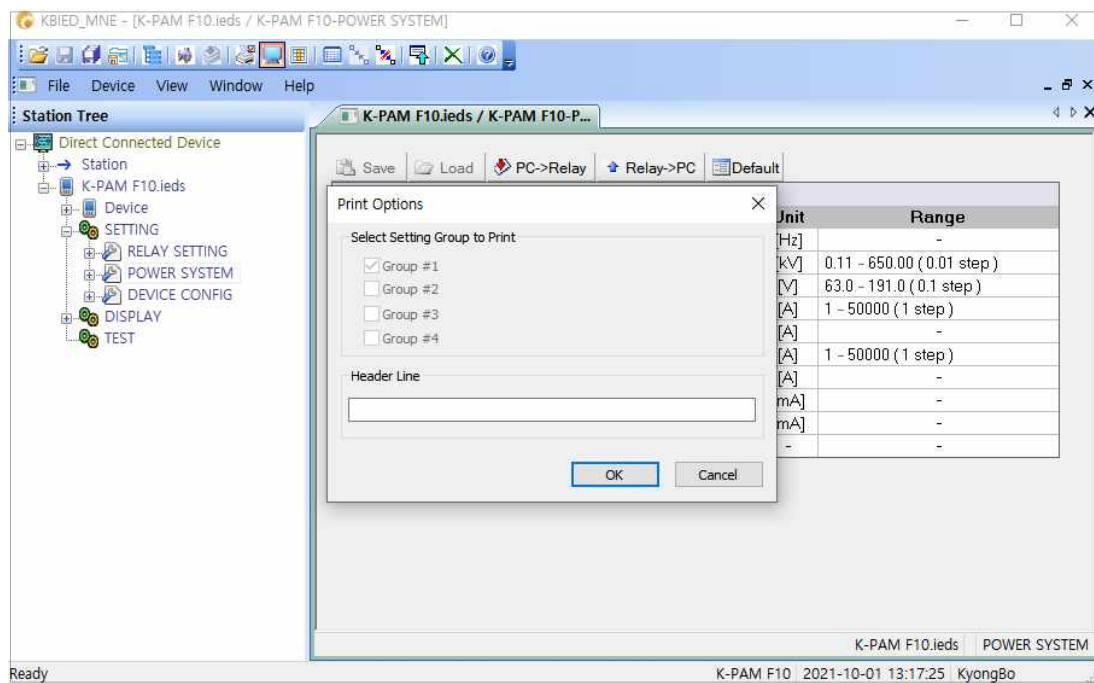 KBIED_MNE - [K-PAM F10.ieds / K-PAM F10-POWER SYSTEM]
File Device View Window Help
Station Tree
K-PAM F10.ieds / K-PAM F10-P...
Direct Connected Device
Station
K-PAM F10.ieds
Device
SETTING
RELAY SETTING
POWER SYSTEM
DEVICE CONFIG
DISPLAY
TEST
Save Load PC->Relay Relay->PC Default
Print Options
Select Setting Group to Print
Group #1
Group #2
Group #3
Group #4
Header Line
OK Cancel
Unit Range
[Hz] -
[kV] 0.11 - 650.00 ( 0.01 step )
[V] 63.0 - 191.0 ( 0.1 step )
[A] 1 - 50000 ( 1 step )
[A] -
[A] 1 - 50000 ( 1 step )
[A] -
mA] -
mA] -
- -
K-PAM F10.ieds POWER SYSTEM
Ready K-PAM F10 2021-10-01 13:17:25 KyongBo